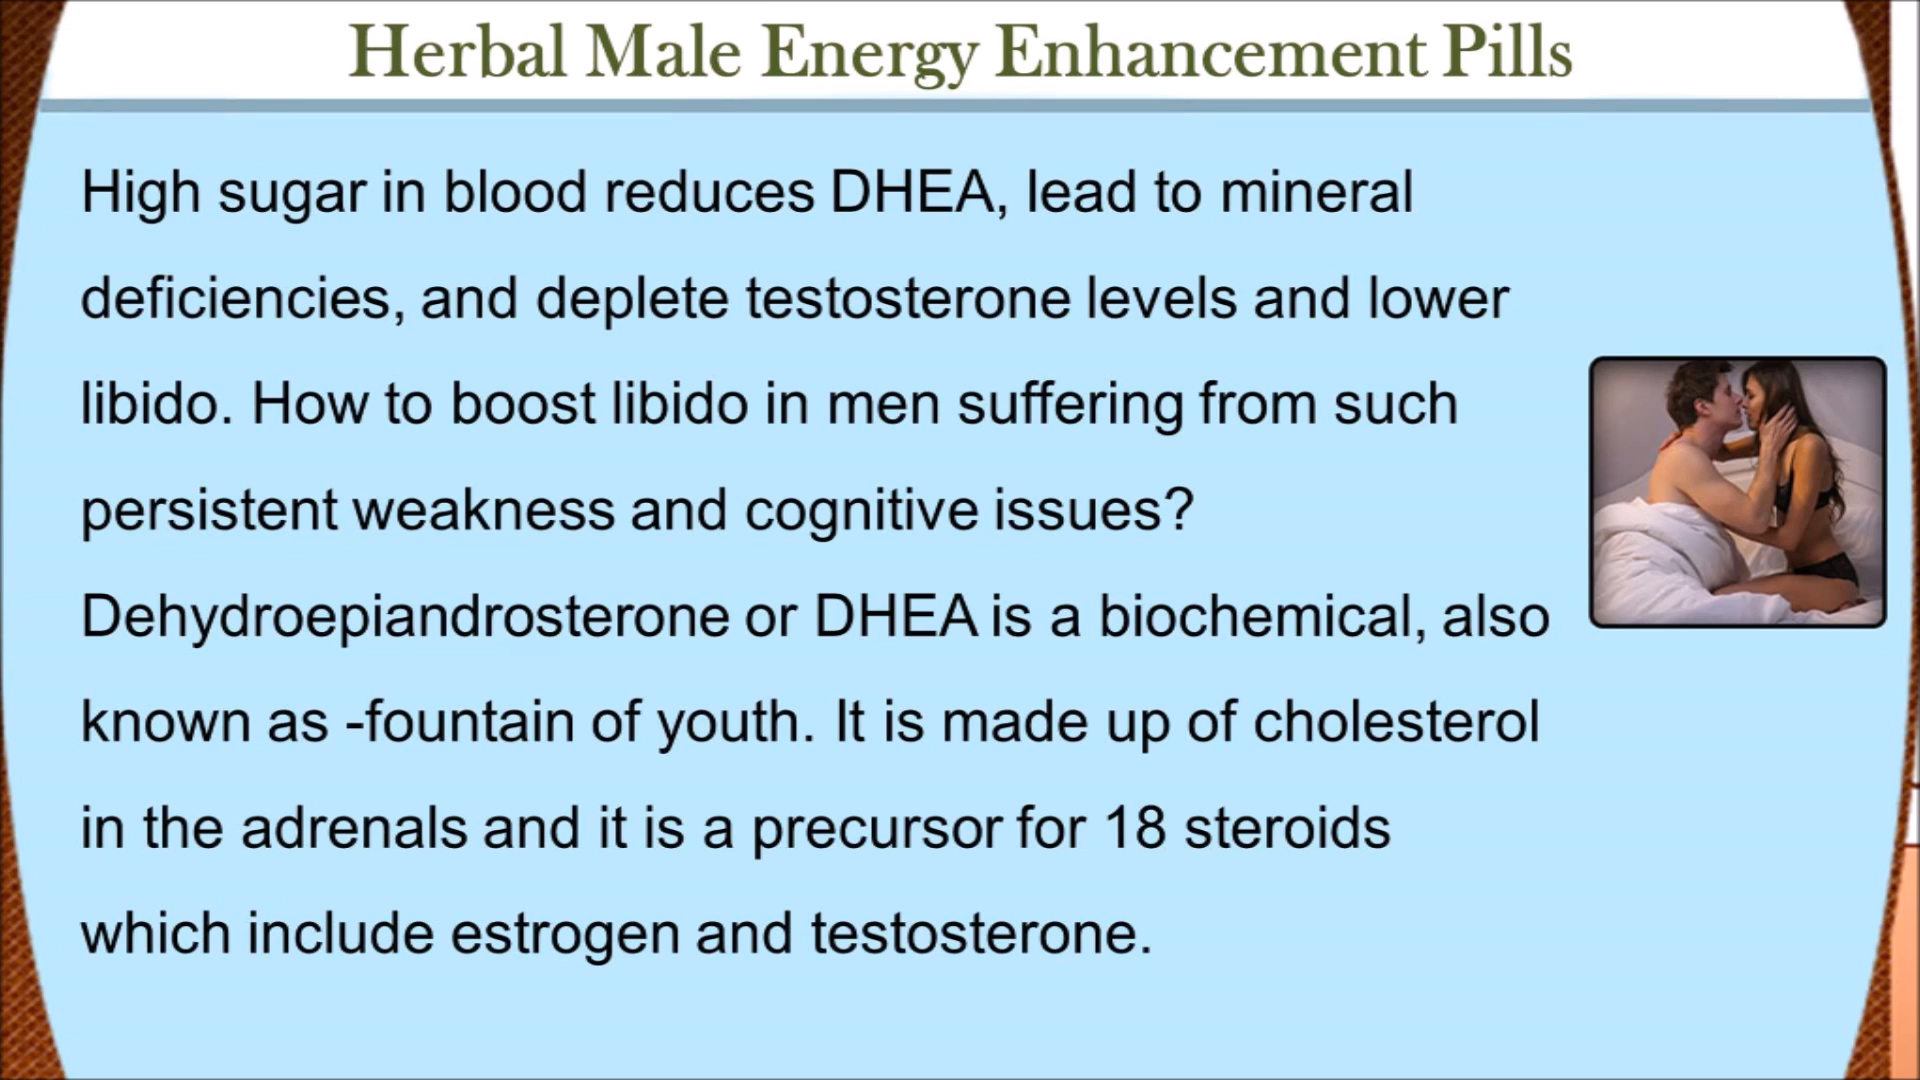 Herbal Male Energy Enhancement Pills
High sugar in blood reduces DHEA, lead to mineral
deficiencies, and deplete testosterone levels and lower
libido. How to boost libido in men suffering from such
persistent weakness and cognitive issues?
Dehydroepiandrosterone or DHEA is a biochemical, also
known as -fountain of youth. It is made up of cholesterol
in the adrenals and it is a precursor for 18 steroids
which include estrogen and testosterone.